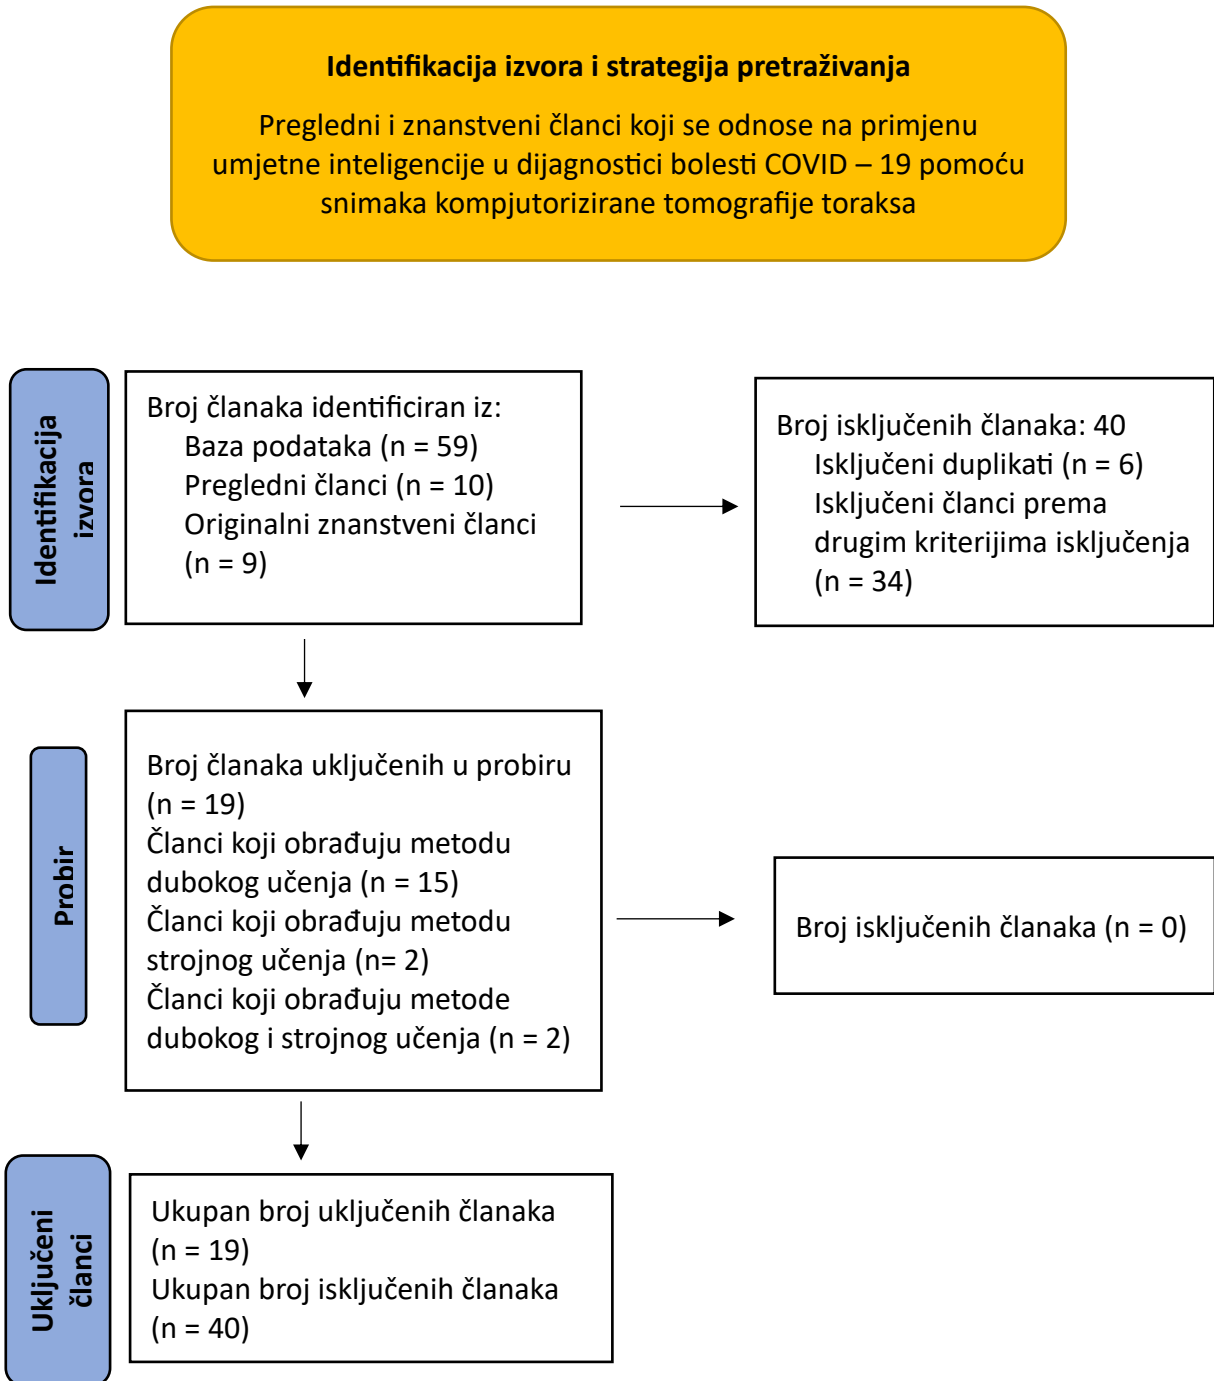 Identifikacija izvora i strategija pretraživanja
Pregledni i znanstveni članci koji se odnose na primjenu
umjetne inteligencije u dijagnostici bolesti COVID – 19 pomoću
snimaka kompjutorizirane tomografije toraksa
Identifikacija
izvora
Broj članaka identificiran iz:
Baza podataka (n = 59)
Pregledni članci (n = 10)
Originalni znanstveni članci
(n = 9)
Broj isključenih članaka: 40
Isključeni duplikati (n = 6)
Isključeni članci prema
drugim kriterijima isključenja
(n = 34)
Probir
Broj članaka uključenih u probiru
(n = 19)
Članci koji obrađuju metodu
dubokog učenja (n = 15)
Članci koji obrađuju metodu
strojnog učenja (n= 2)
Članci koji obrađuju metode
dubokog i strojnog učenja (n = 2)
Broj isključenih članaka (n = 0)
Uključeni
članci
Ukupan broj uključenih članaka
(n = 19)
Ukupan broj isključenih članaka
(n = 40)